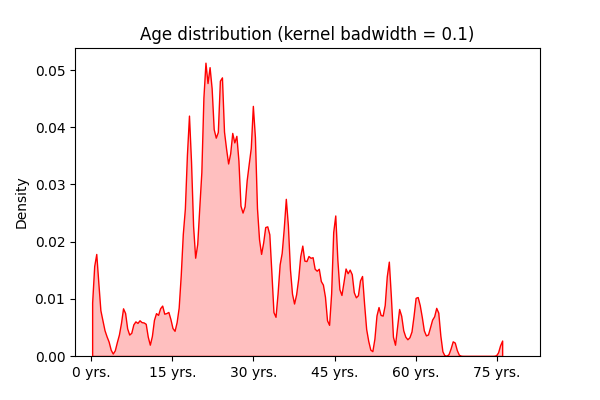 Age distribution (kernel badwidth = 0.1)
Density
0.05
0.04
0.03
0.02
0.01
0.00
0 yrs. 15 yrs. 30 yrs. 45 yrs. 60 yrs. 75 yrs.